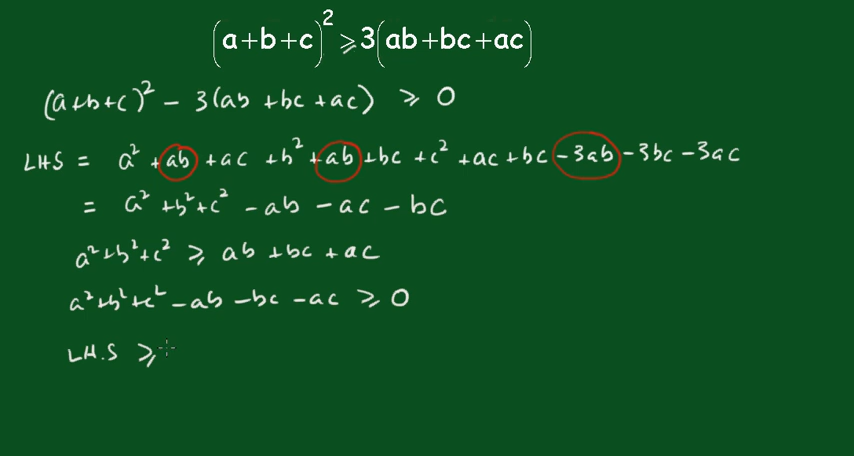 (a+b+c)² ⩾ 3(ab+bc+ac)
(a+b+c)² - 3(ab+bc+ac) ⩾ 0
LHS = a² + ab + ac + b² + ab + bc + c² + ac + bc - 3ab - 3bc - 3ac
= a² + b² + c² - ab - ac - bc
a² + b² + c² ⩾ ab + bc + ac
a² + b² + c² - ab - bc - ac ⩾ 0
LH.S ⩾